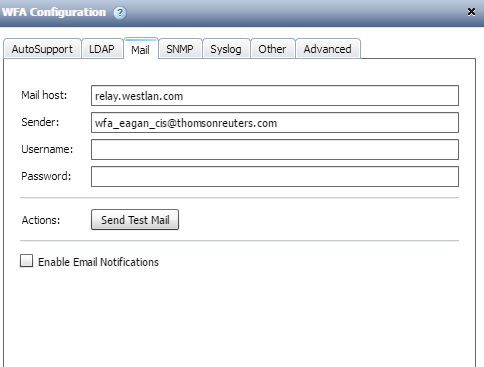 WFA Configuration ?
AutoSupport LDAP Mail SNMP Syslog Other Advanced
Mail host: relay.westlan.com
Sender: wfa_eagan_cis@thomsonreuters.com
Username:
Password:
Actions: Send Test Mail
Enable Email Notifications